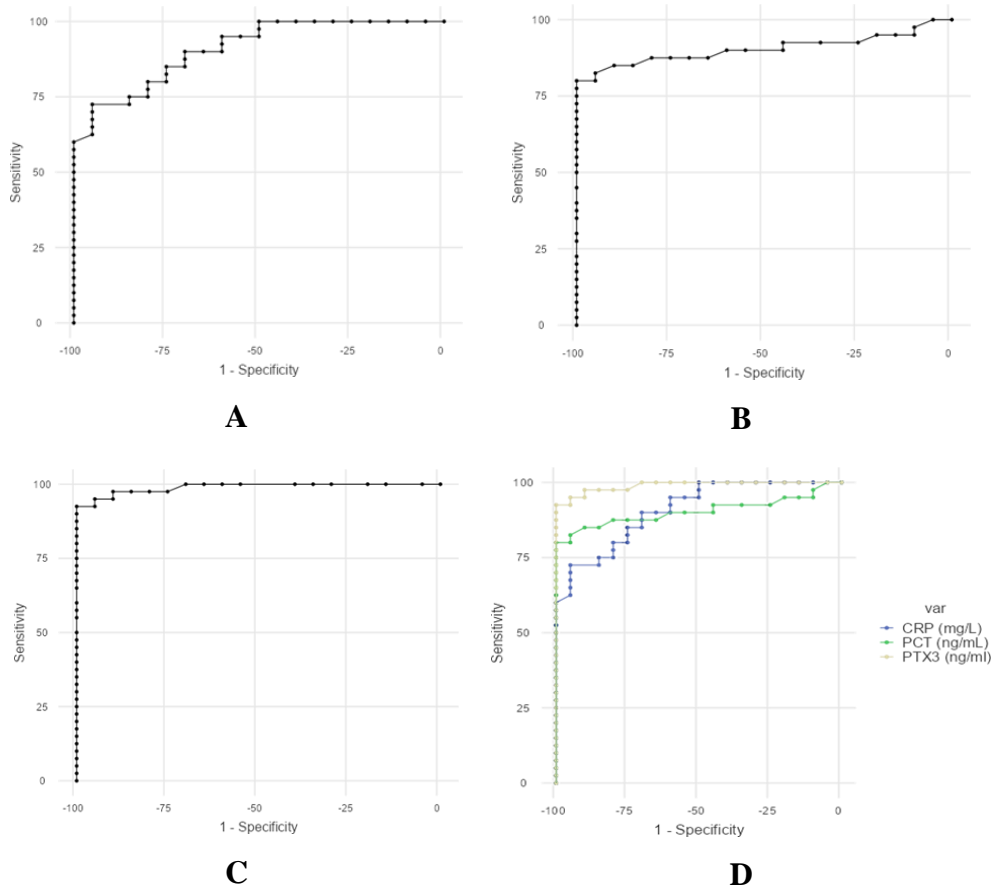 100
75
50
25
0
Sensitivity
-100 -75 -50 -25 0
1 - Specificity
A
100
75
50
25
0
Sensitivity
-100 -75 -50 -25 0
1 - Specificity
B
100
75
50
25
0
Sensitivity
-100 -75 -50 -25 0
1 - Specificity
C
100
75
50
25
0
Sensitivity
-100 -75 -50 -25 0
1 - Specificity
var
CRP (mg/L)
PCT (ng/mL)
PTX3 (ng/ml)
D